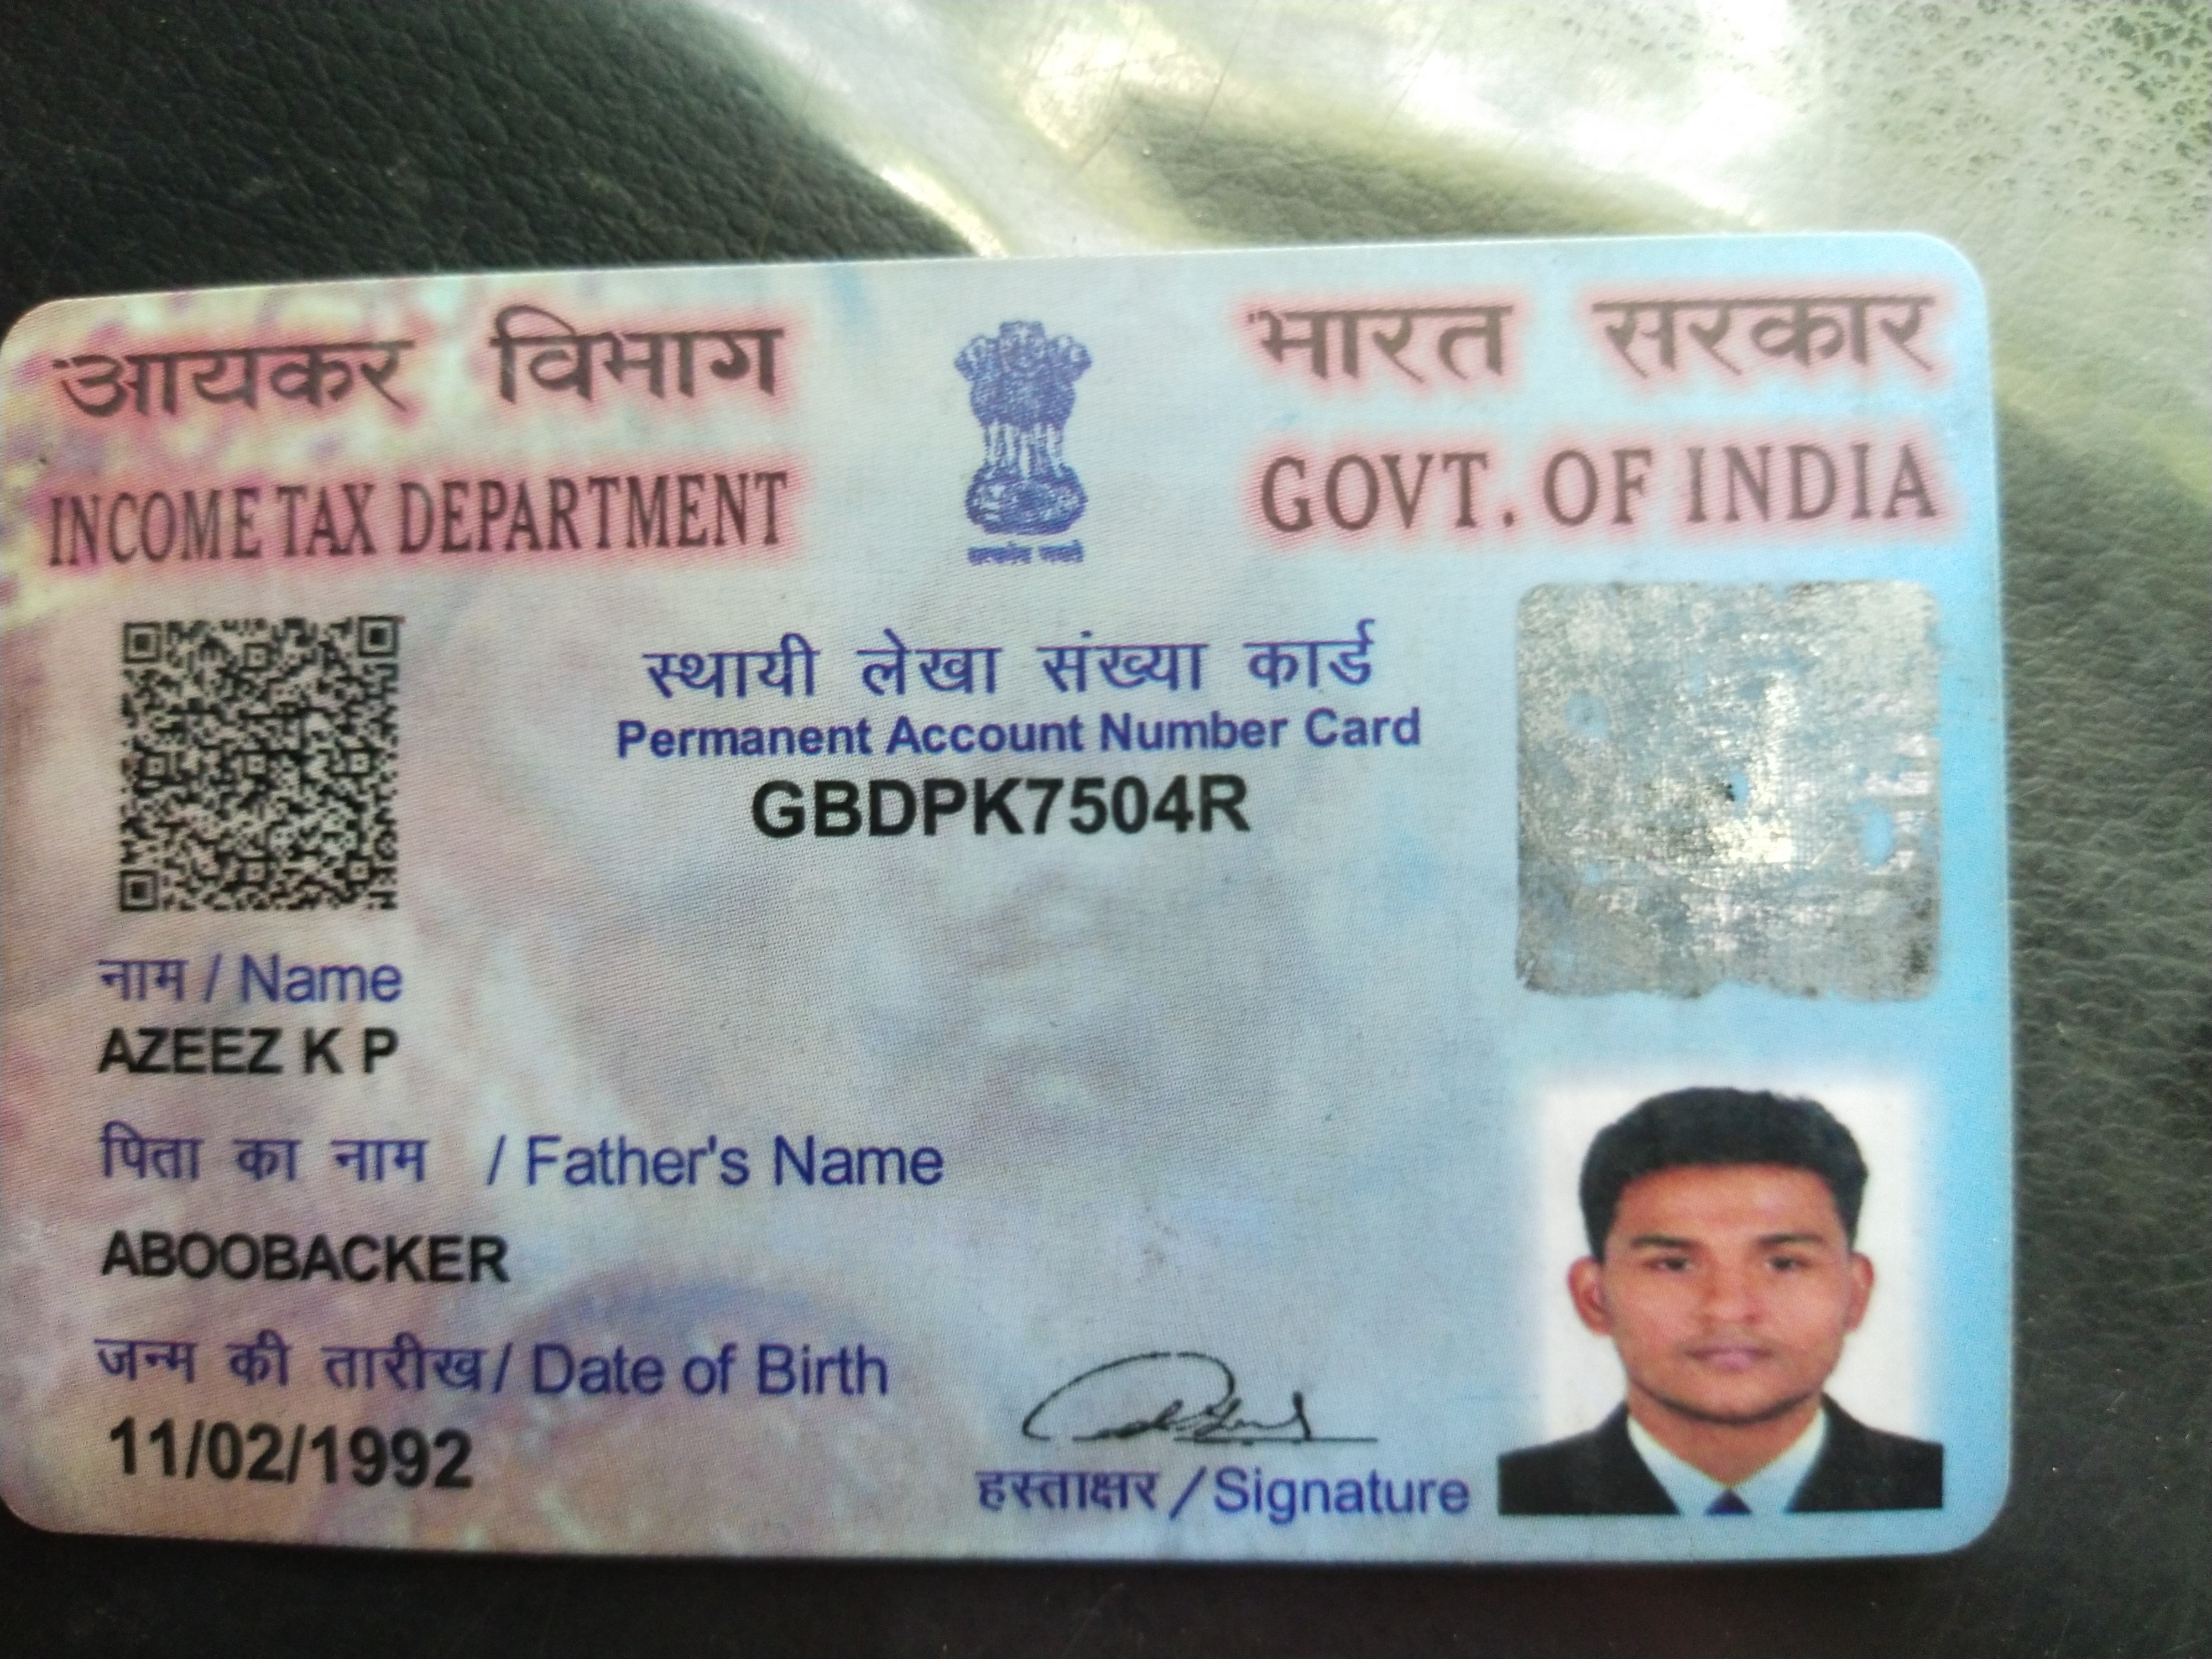 आयकर विभाग
INCOME TAX DEPARTMENT
भारत सरकार
GOVT. OF INDIA
सत्यमेव जयते
स्थायी लेखा संख्या कार्ड
Permanent Account Number Card
GBDPK7504R
नाम / Name
AZEEZ K P
पिता का नाम / Father's Name
ABOOBACKER
जन्म की तारीख / Date of Birth
11/02/1992
हस्ताक्षर / Signature